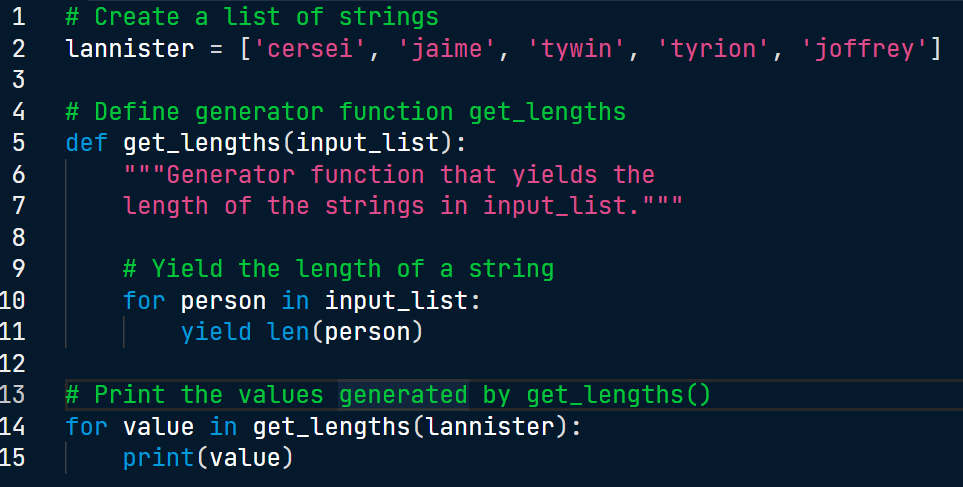 1 # Create a list of strings
2 lannister = ['cersei', 'jaime', 'tywin', 'tyrion', 'joffrey']
3
4 # Define generator function get_lengths
5 def get_lengths(input_list):
6     """Generator function that yields the
7     length of the strings in input_list."""
8
9     # Yield the length of a string
10     for person in input_list:
11         yield len(person)
12
13 # Print the values generated by get_lengths()
14 for value in get_lengths(lannister):
15     print(value)